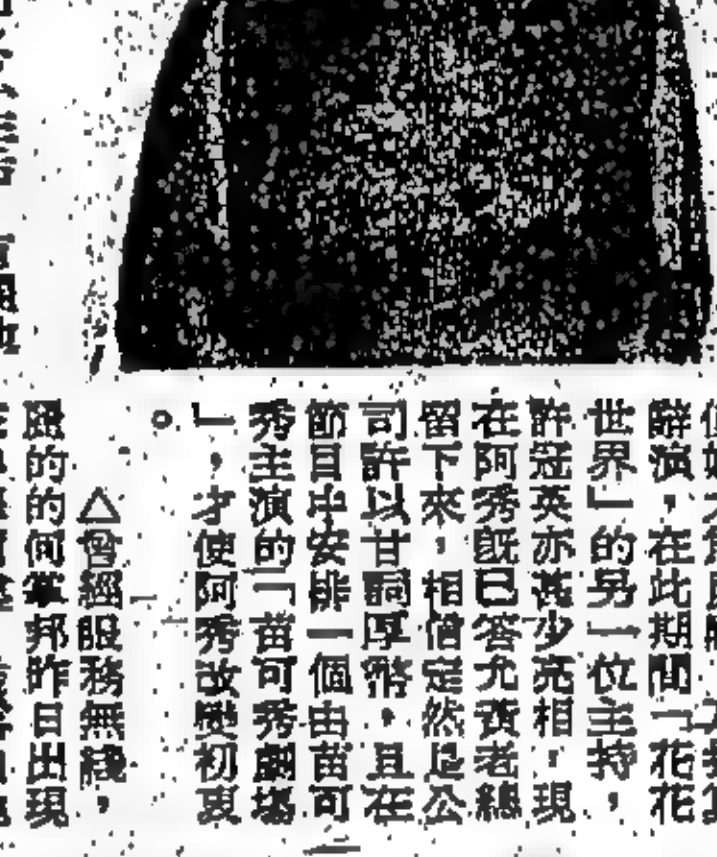 辭演，在此期間「花花
世界」的另一位主持，
許冠英亦甚少亮相，現
在阿秀既已答允黃老總
留下來，相信定然是公
司許以甘詞厚幣，且在
節目中安排一個由苗可
秀主演的「苗可秀劇場
」，才使阿秀改變初衷
。
△曾經服務無綫，
的的何掌邦昨日出現